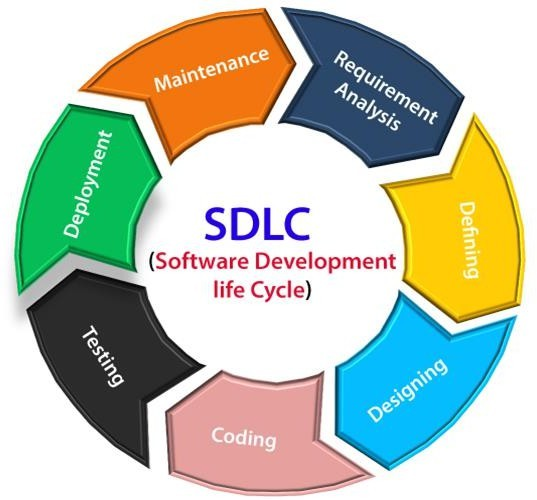 Maintenance
Requirement
Analysis
Defining
Designing
Coding
Testing
Deployment
SDLC
(Software Development
life Cycle)